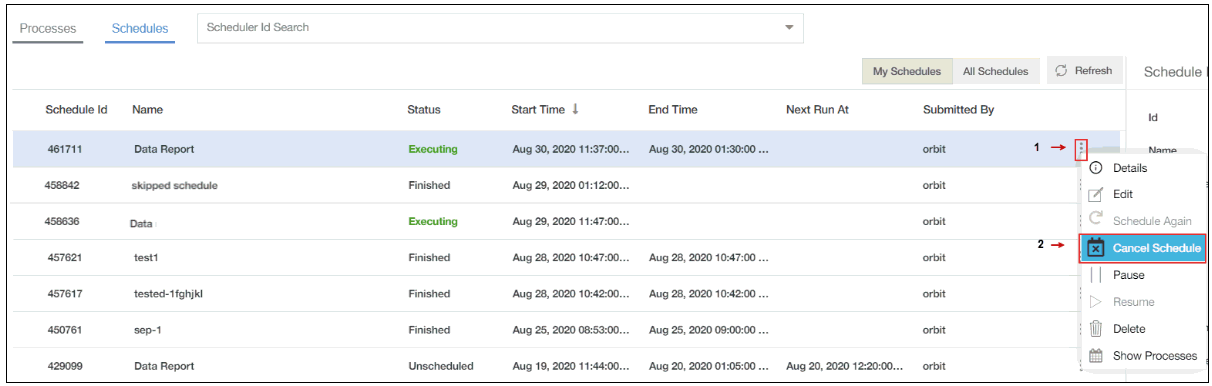 Processes Schedules Scheduler Id Search
My Schedules All Schedules Refresh Schedule
Schedule Id Name Status Start Time ↓ End Time Next Run At Submitted By Id
461711 Data Report Executing Aug 30, 2020 11:37:00... Aug 30, 2020 01:30:00 ... orbit 1 Name
Details
458842 skipped schedule Finished Aug 29, 2020 01:12:00... orbit
Edit
458636 Data Executing Aug 29, 2020 11:47:00... orbit Schedule Again
2 Cancel Schedule
457621 test1 Finished Aug 28, 2020 10:47:00... Aug 28, 2020 10:47:00 ... orbit
Pause
457617 tested-1fghjkl Finished Aug 28, 2020 10:42:00... Aug 28, 2020 10:42:00 ... orbit
Resume
450761 sep-1 Finished Aug 25, 2020 08:53:00... Aug 25, 2020 09:00:00 ... orbit Delete
Show Processes
429099 Data Report Unscheduled Aug 19, 2020 11:44:00... Aug 20, 2020 01:05:00 ... Aug 20, 2020 12:20:00... orbit